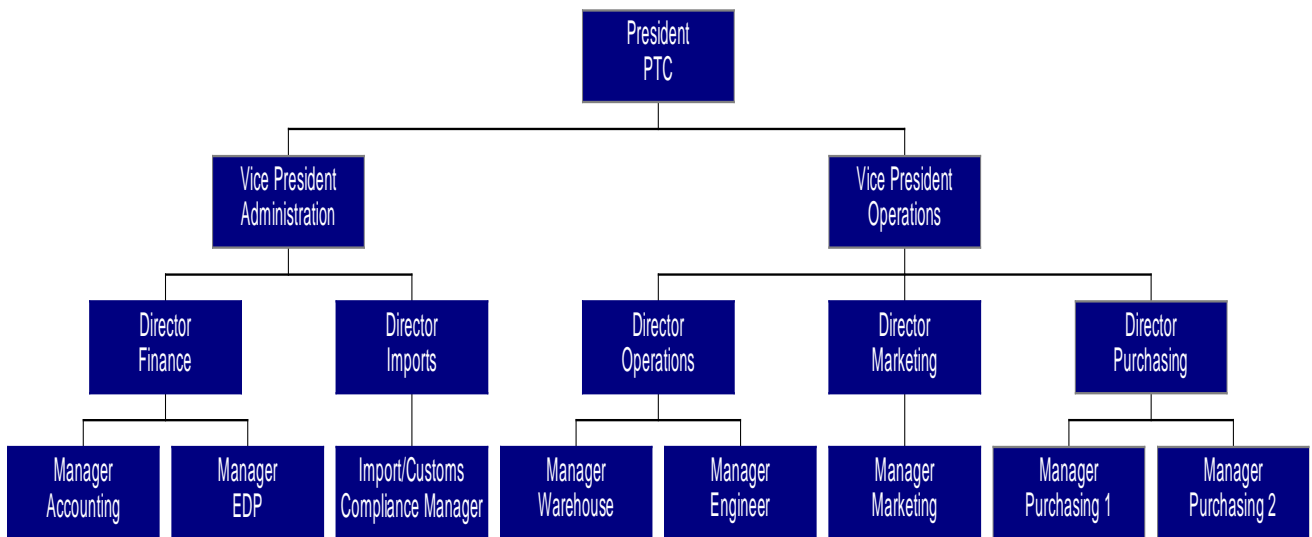 President
PTC
Vice President
Administration
Vice President
Operations
Director
Finance
Director
Imports
Director
Operations
Director
Marketing
Director
Purchasing
Manager
Accounting
Manager
EDP
Import/Customs
Compliance Manager
Manager
Warehouse
Manager
Engineer
Manager
Marketing
Manager
Purchasing 1
Manager
Purchasing 2